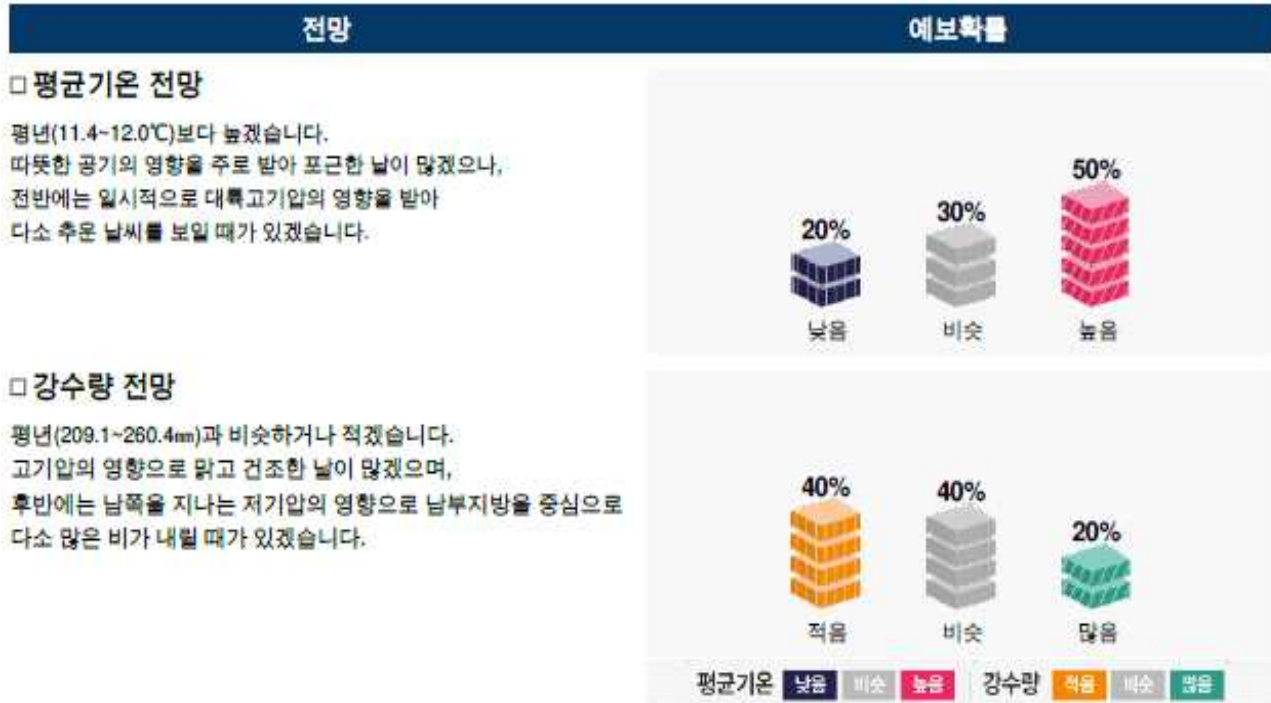 전망 예보확률
□ 평균기온 전망
평년(11.4~12.0℃)보다 높겠습니다.
따뜻한 공기의 영향을 주로 받아 포근한 날이 많겠으나,
전반에는 일시적으로 대륙고기압의 영향을 받아
다소 추운 날씨를 보일 때가 있겠습니다.
20% 30% 50%
낮음 비슷 높음
□ 강수량 전망
평년(209.1~260.4㎜)과 비슷하거나 적겠습니다.
고기압의 영향으로 맑고 건조한 날이 많겠으며,
후반에는 남쪽을 지나는 저기압의 영향으로 남부지방을 중심으로
다소 많은 비가 내릴 때가 있겠습니다.
40% 40% 20%
적음 비슷 많음
평균기온 낮음 비슷 높음 강수량 적음 비슷 많음